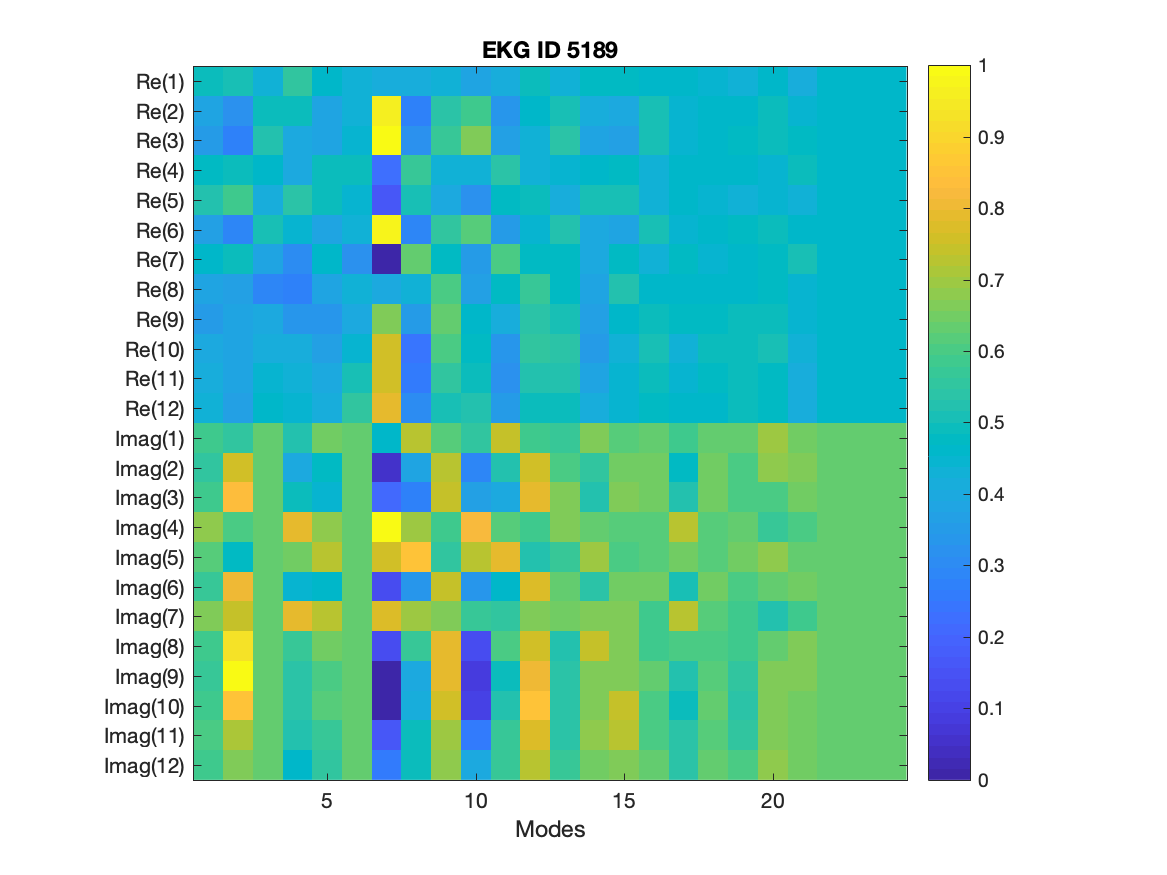 EKG ID 5189
Re(1)
Re(2)
Re(3)
Re(4)
Re(5)
Re(6)
Re(7)
Re(8)
Re(9)
Re(10)
Re(11)
Re(12)
Imag(1)
Imag(2)
Imag(3)
Imag(4)
Imag(5)
Imag(6)
Imag(7)
Imag(8)
Imag(9)
Imag(10)
Imag(11)
Imag(12)
5 10 15 20
Modes
1
0.9
0.8
0.7
0.6
0.5
0.4
0.3
0.2
0.1
0